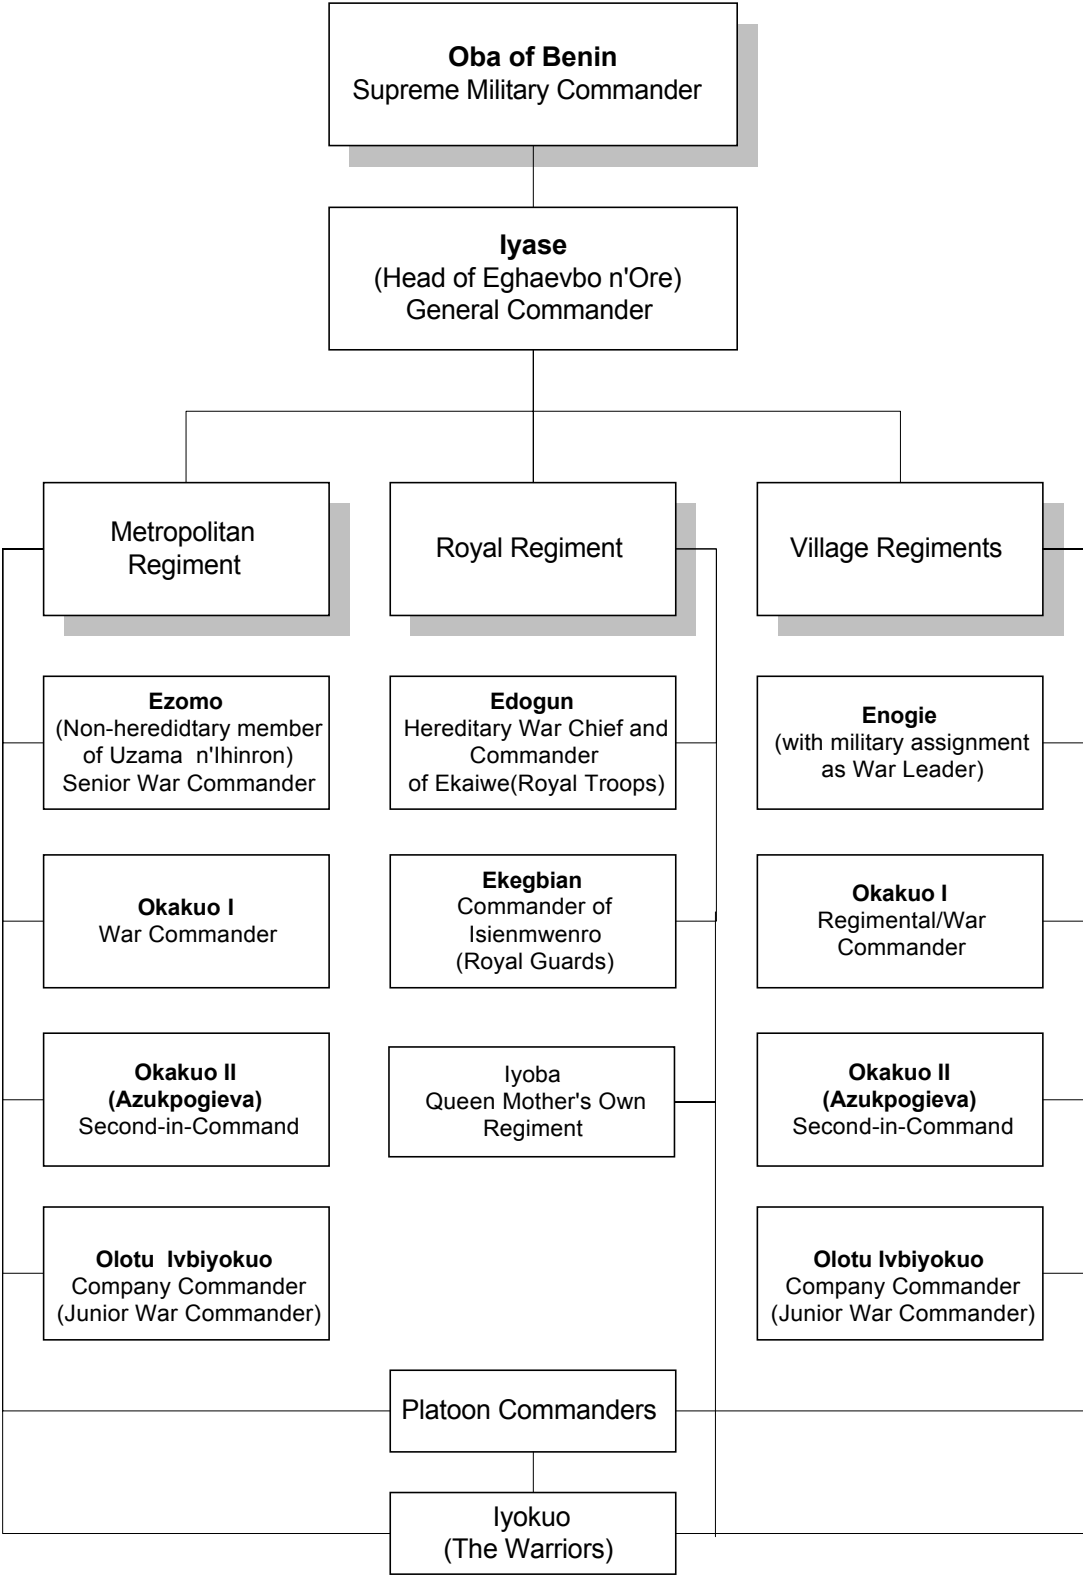 Oba of Benin
Supreme Military Commander
Iyase
(Head of Eghaevbo n'Ore)
General Commander
Metropolitan
Regiment
Royal Regiment
Village Regiments
Ezomo
(Non-heredidtary member
of Uzama n'Ihinron)
Senior War Commander
Edogun
Hereditary War Chief and
Commander
of Ekaiwe(Royal Troops)
Enogie
(with military assignment
as War Leader)
Okakuo I
War Commander
Ekegbian
Commander of
Isienmwenro
(Royal Guards)
Okakuo I
Regimental/War
Commander
Okakuo II
(Azukpogieva)
Second-in-Command
Iyoba
Queen Mother's Own
Regiment
Okakuo II
(Azukpogieva)
Second-in-Command
Olotu Ivbiyokuo
Company Commander
(Junior War Commander)
Olotu Ivbiyokuo
Company Commander
(Junior War Commander)
Platoon Commanders
Iyokuo
(The Warriors)